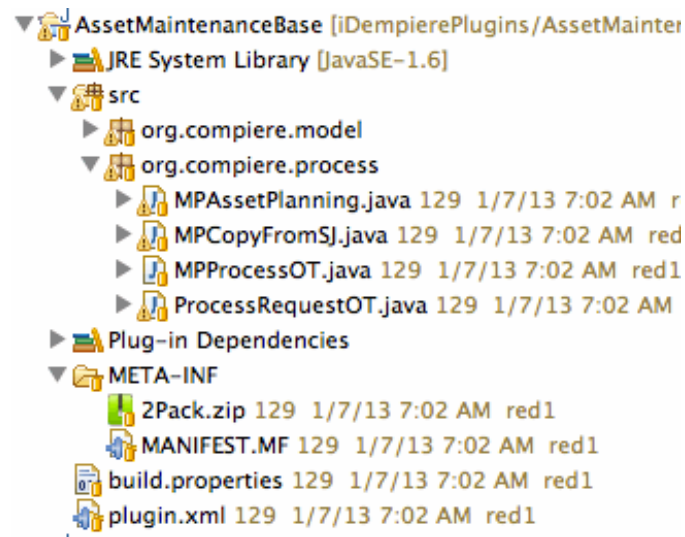 AssetMaintenanceBase [iDempierePlugins/AssetMainter
JRE System Library [JavaSE-1.6]
src
org.compiere.model
org.compiere.process
MPAssetPlanning.java 129 1/7/13 7:02 AM r
MPCopyFromSJ.java 129 1/7/13 7:02 AM red
MPProcessOT.java 129 1/7/13 7:02 AM red1
ProcessRequestOT.java 129 1/7/13 7:02 AM
Plug-in Dependencies
META-INF
2Pack.zip 129 1/7/13 7:02 AM red1
MANIFEST.MF 129 1/7/13 7:02 AM red1
build.properties 129 1/7/13 7:02 AM red1
plugin.xml 129 1/7/13 7:02 AM red1